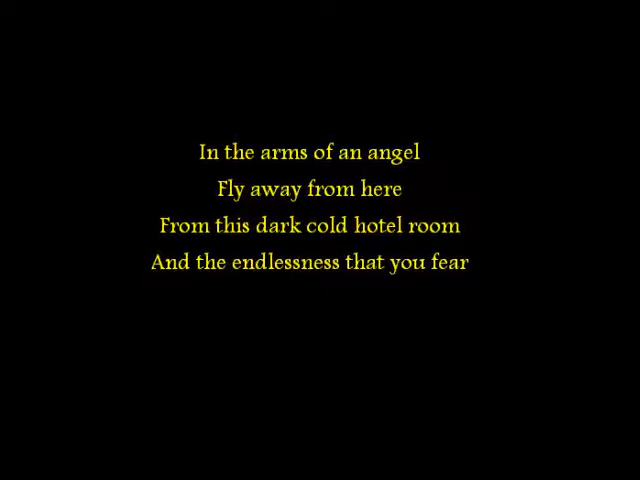 In the arms of an angel
Fly away from here
From this dark cold hotel room
And the endlessness that you fear